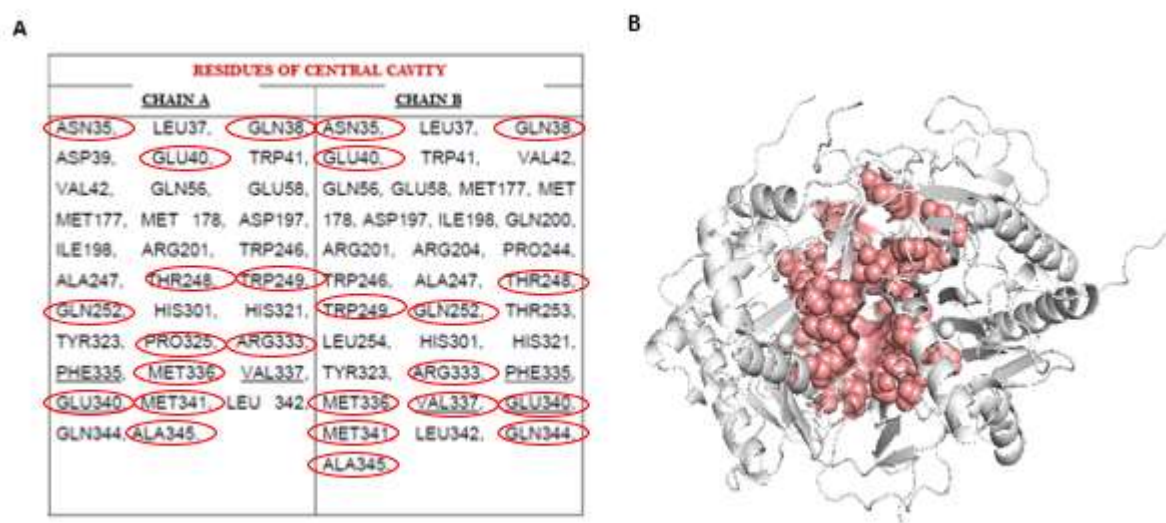 A
B
RESIDUES OF CENTRAL CAVITY
CHAIN A
ASN35, LEU37, GLN38,
ASP39, GLU40, TRP41,
VAL42, GLN56, GLU58,
MET177, MET 178, ASP197,
ILE198, ARG201, TRP246,
ALA247, THR248, TRP249,
GLN252, HIS301, HIS321,
TYR323, PRO325, ARG333,
PHE335, MET336, VAL337,
GLU340, MET341, LEU 342,
GLN344, ALA345,
CHAIN B
ASN35, LEU37, GLN38,
GLU40, TRP41, VAL42,
GLN56, GLU58, MET177, MET
178, ASP197, ILE198, GLN200,
ARG201, ARG204, PRO244,
TRP246, ALA247, THR248,
TRP249, GLN252, THR253,
LEU254, HIS301, HIS321,
TYR323, ARG333, PHE335,
MET336, VAL337, GLU340,
MET341, LEU342, GLN344,
ALA345,